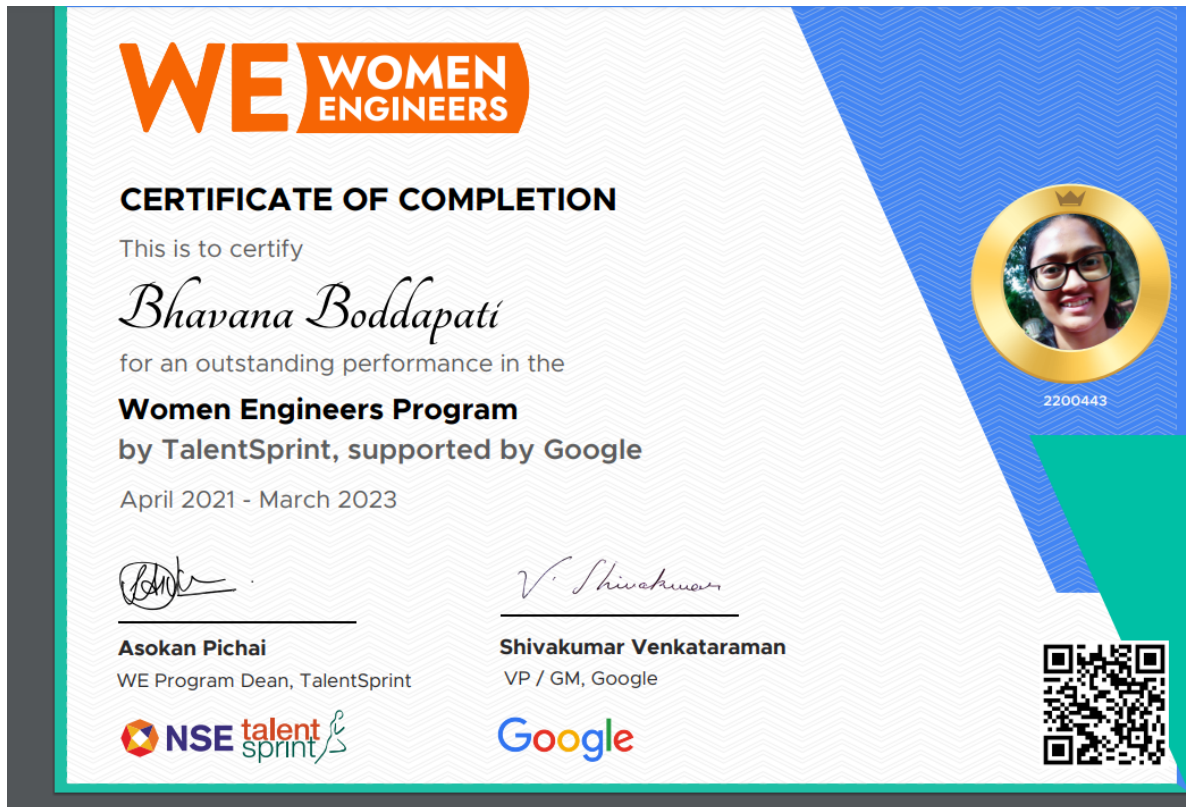 WE WOMEN
ENGINEERS
CERTIFICATE OF COMPLETION
This is to certify
Bhavana Boddapati
for an outstanding performance in the
Women Engineers Program
by TalentSprint, supported by Google
April 2021 - March 2023
2200443
V. Shivakumar
Asokan Pichai
WE Program Dean, TalentSprint
Shivakumar Venkataraman
VP / GM, Google
NSE talent
sprint
Google